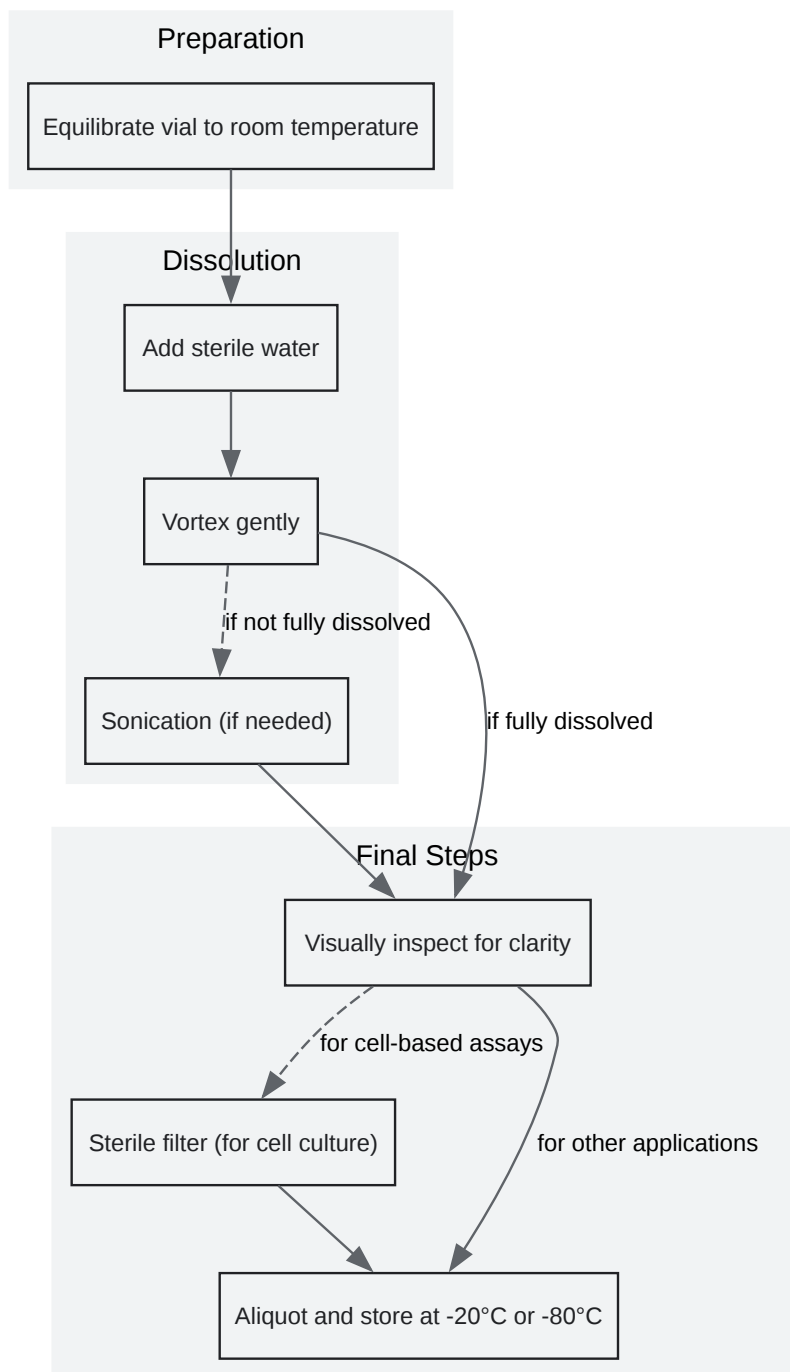 Preparation
Equilibrate vial to room temperature
Dissolution
Add sterile water
Vortex gently
if not fully dissolved
Sonication (if needed)
if fully dissolved
Final Steps
Visually inspect for clarity
for cell-based assays
Sterile filter (for cell culture)
for other applications
Aliquot and store at -20°C or -80°C